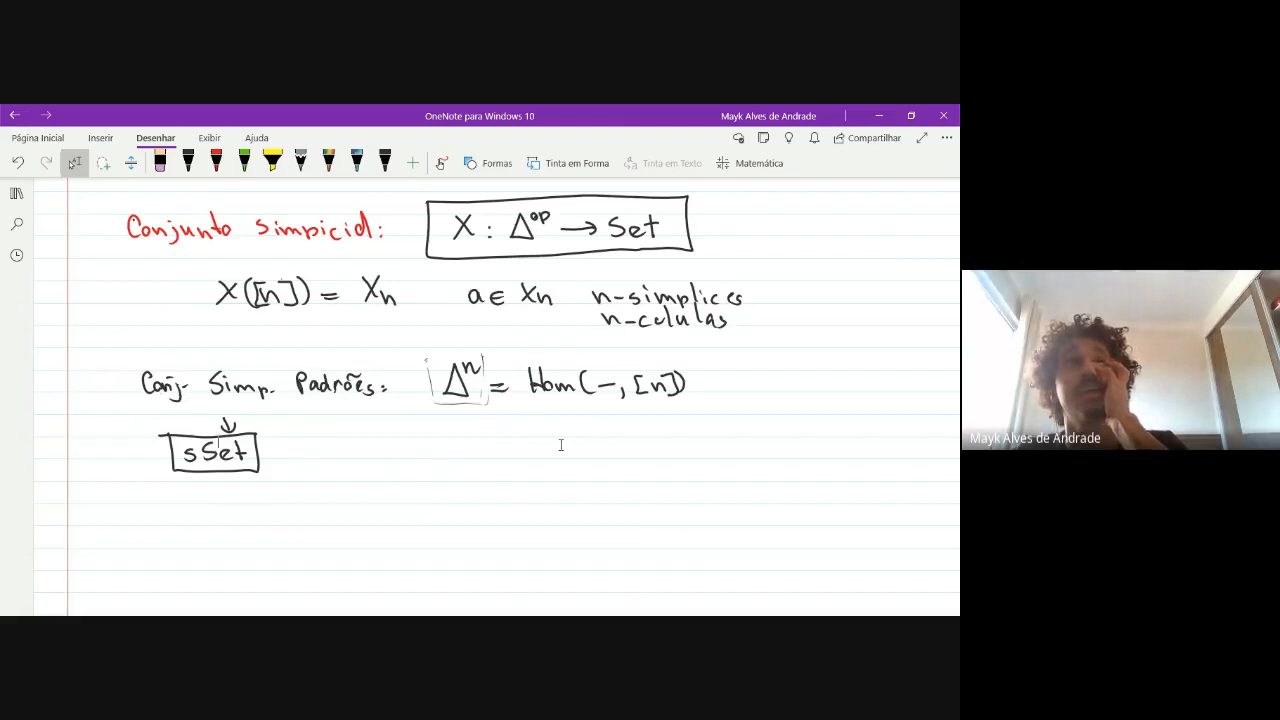 OneNote para Windows 10
Mayk Alves de Andrade
Página Inicial Inserir Desenhar Exibir Ajuda
Compartilhar
Formas Tinta em Forma Tinta em Texto Matemática
Conjunto simpicial: X : Δ^op → Set
X([n]) = Xn a ∈ Xn n-simplices
n-celulas
Conj. Simp. Padrões: Δ^n = Hom(−, [n])
sSet
Mayk Alves de Andrade